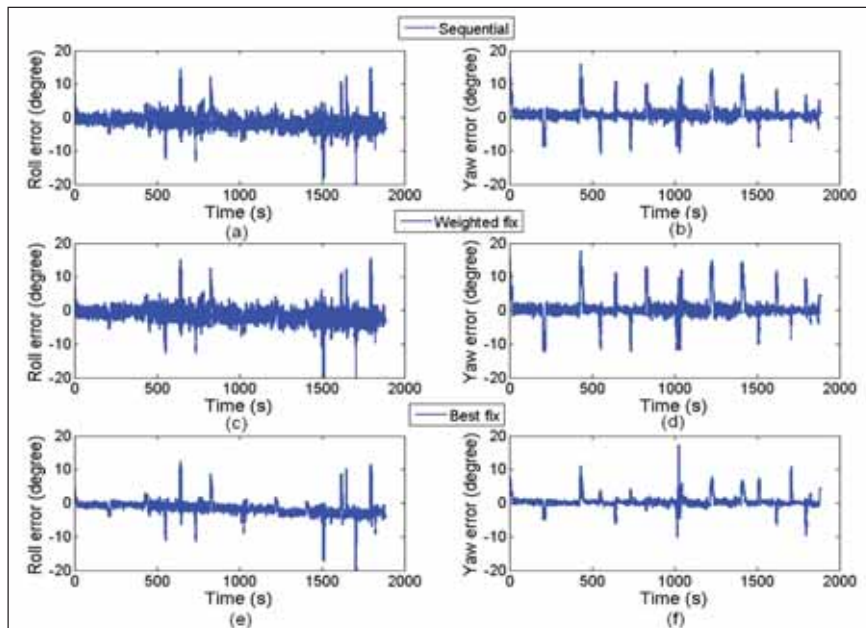 Sequential
Roll error (degree)
20
10
0
-10
-20
0 500 1000 1500 2000
Time (s)
(a)
Yaw error (degree)
20
10
0
-10
-20
0 500 1000 1500 2000
Time (s)
(b)
Weighted fix
Roll error (degree)
20
10
0
-10
-20
0 500 1000 1500 2000
Time (s)
(c)
Yaw error (degree)
20
10
0
-10
-20
0 500 1000 1500 2000
Time (s)
(d)
Best fix
Roll error (degree)
20
10
0
-10
-20
0 500 1000 1500 2000
Time (s)
(e)
Yaw error (degree)
20
10
0
-10
-20
0 500 1000 1500 2000
Time (s)
(f)